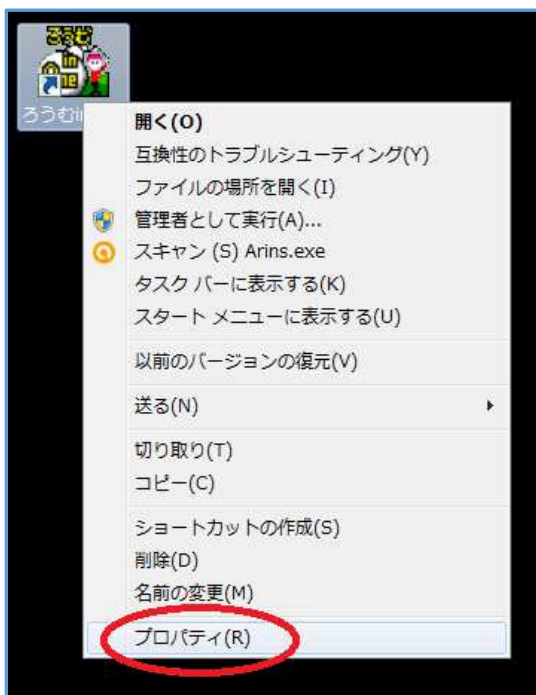 ろうむin
開く(O)
互換性のトラブルシューティング(Y)
ファイルの場所を開く(I)
管理者として実行(A)...
スキャン (S) Arins.exe
タスク バーに表示する(K)
スタート メニューに表示する(U)
以前のバージョンの復元(V)
送る(N)
切り取り(T)
コピー(C)
ショートカットの作成(S)
削除(D)
名前の変更(M)
プロパティ(R)